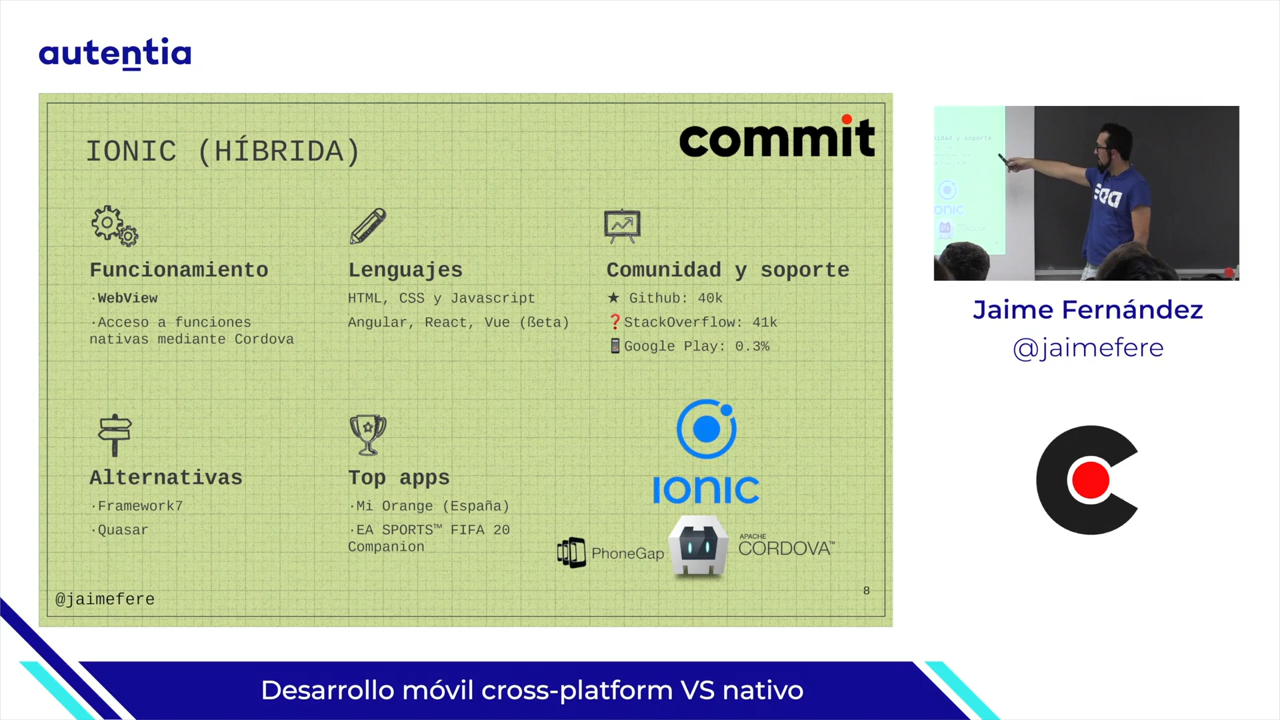 autentia
IONIC (HÍBRIDA)
commit
Funcionamiento
·WebView
·Acceso a funciones
nativas mediante Cordova
Lenguajes
HTML, CSS y Javascript
Angular, React, Vue (ßeta)
Comunidad y soporte
★ Github: 40k
❓StackOverflow: 41k
📱Google Play: 0.3%
Alternativas
·Framework7
·Quasar
Top apps
·Mi Orange (España)
·EA SPORTS™ FIFA 20
Companion
IONIC
PhoneGap
APACHE
CORDOVA™
@jaimefere
8
Jaime Fernández
@jaimefere
Desarrollo móvil cross-platform VS nativo